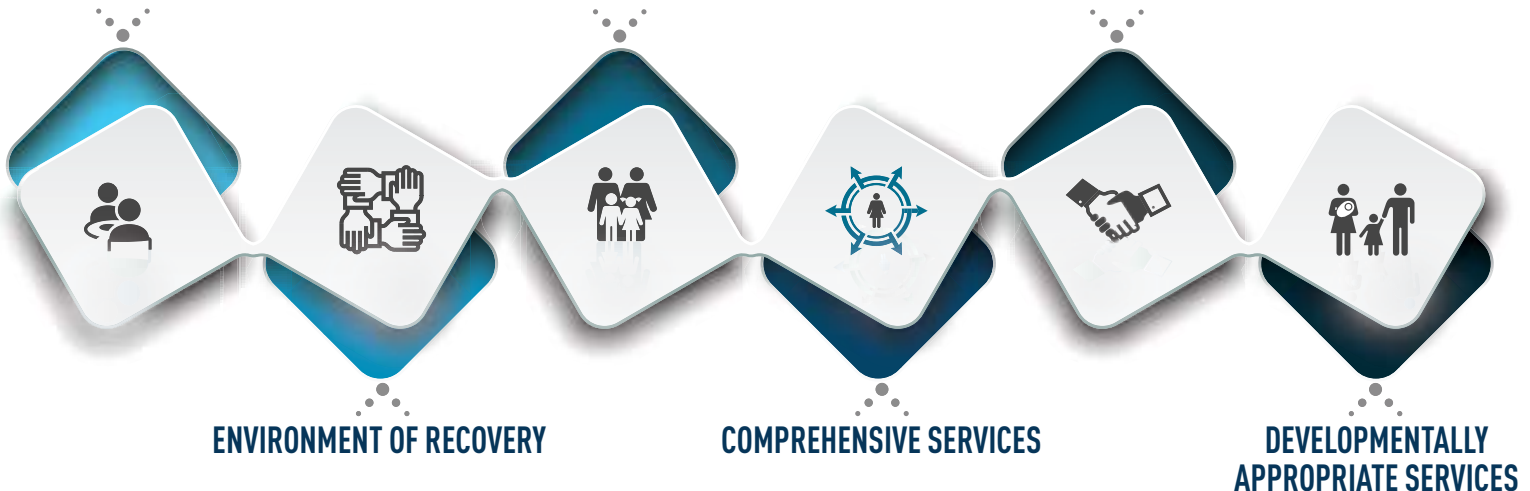 ENVIRONMENT OF RECOVERY
COMPREHENSIVE SERVICES
DEVELOPMENTALLY
APPROPRIATE SERVICES